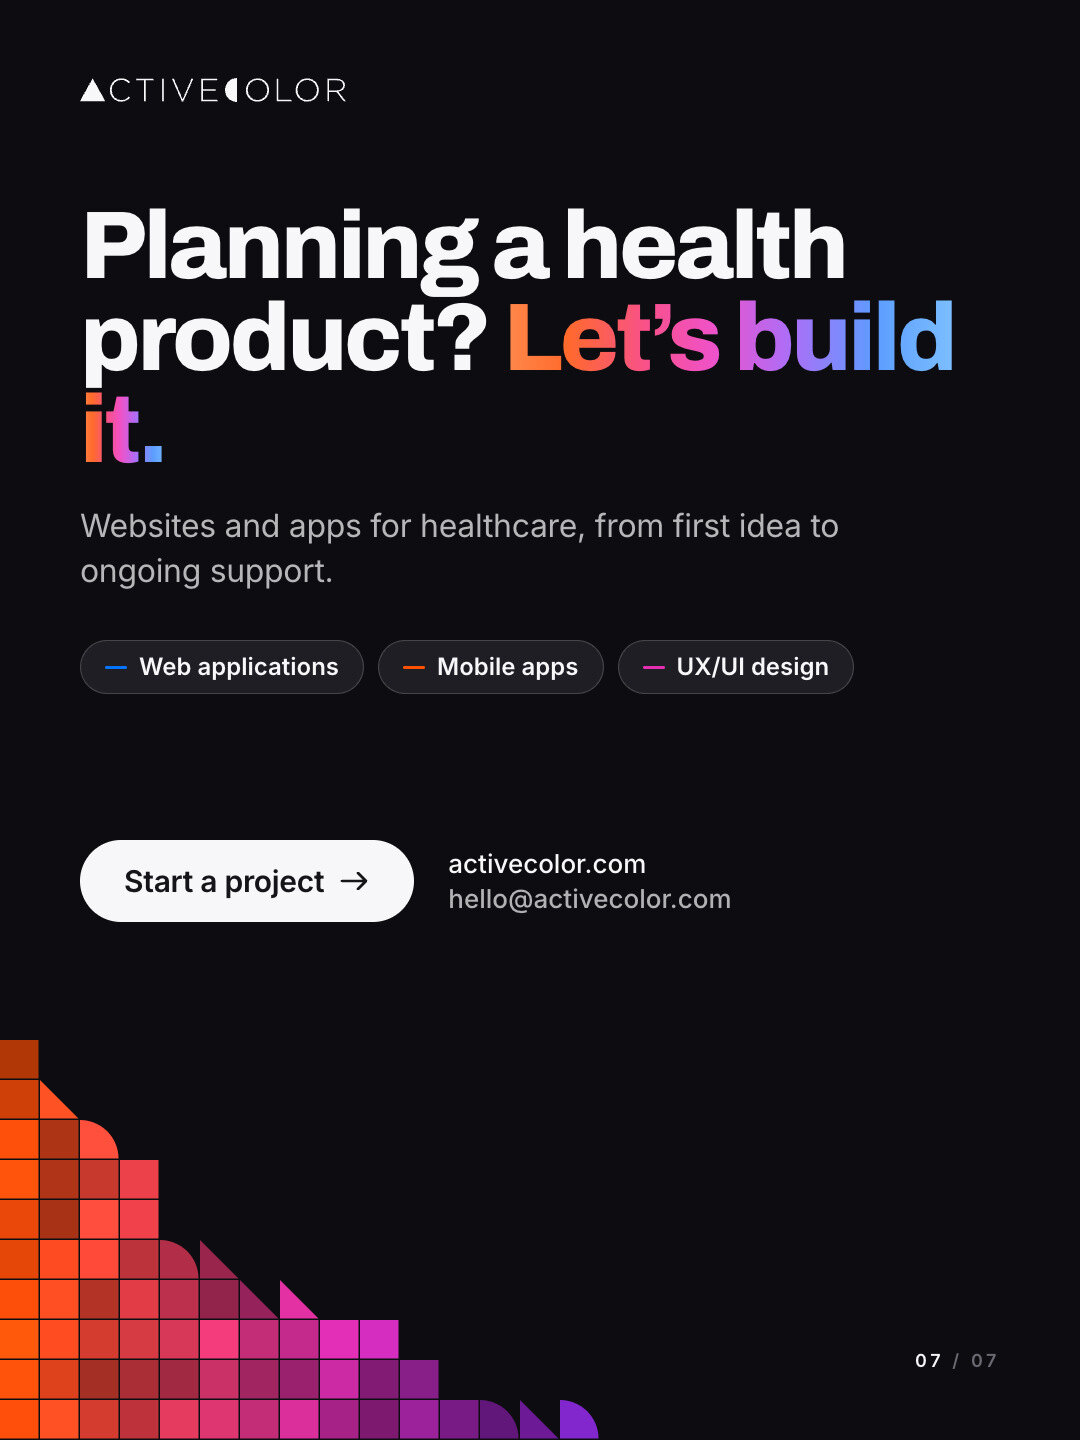 ACTIVECOLOR
Planning a health
product? Let’s build
it.
Websites and apps for healthcare, from first idea to
ongoing support.
Web applications
Mobile apps
UX/UI design
Start a project →
activecolor.com
hello@activecolor.com
07 / 07